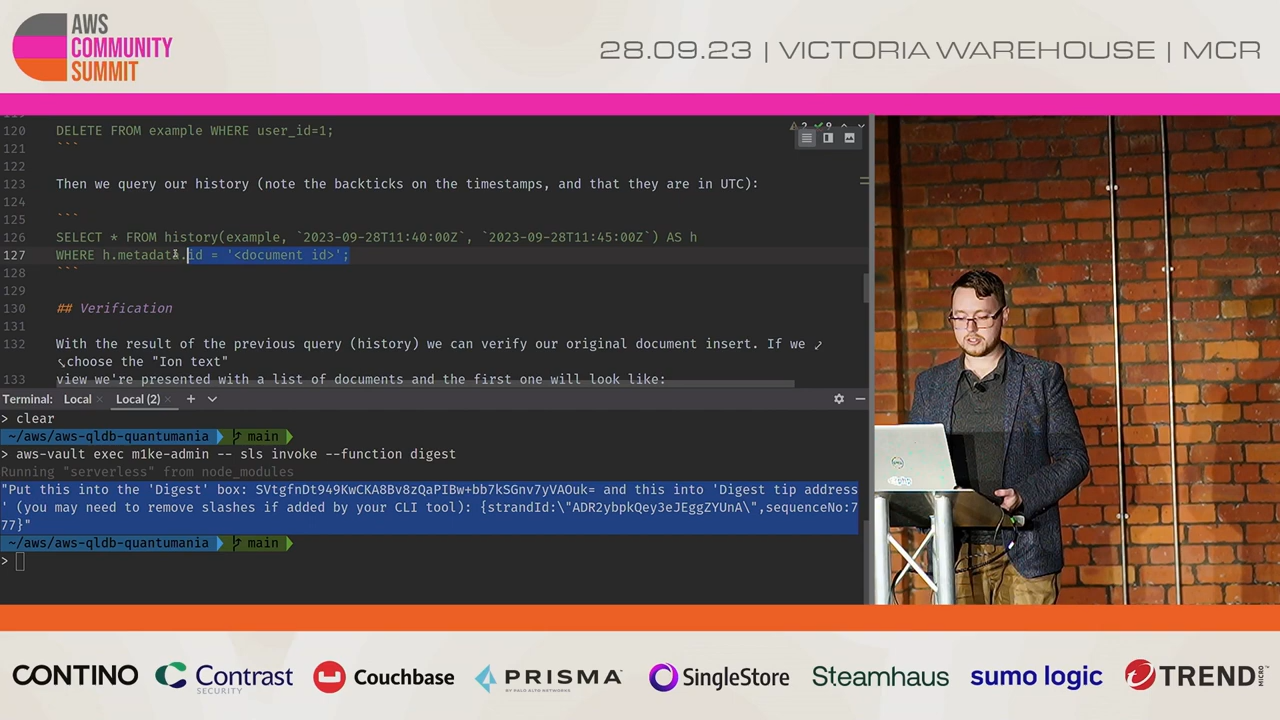 AWS
COMMUNITY
SUMMIT
28.09.23 | VICTORIA WAREHOUSE | MCR
120 DELETE FROM example WHERE user_id=1;
121 ```
122
123 Then we query our history (note the backticks on the timestamps, and that they are in UTC):
124
125 ```
126 SELECT * FROM history(example, `2023-09-28T11:40:00Z`, `2023-09-28T11:45:00Z`) AS h
127 WHERE h.metadata.id = '<document id>';
128 ```
129
130 ## Verification
131
132 With the result of the previous query (history) we can verify our original document insert. If we
choose the "Ion text"
133 view we're presented with a list of documents and the first one will look like:
Terminal: Local × Local (2) × +
> clear
~/aws/aws-qldb-quantumania main
> aws-vault exec m1ke-admin -- sls invoke --function digest
Running "serverless" from node_modules
"Put this into the 'Digest' box: SVtgfnDt949KwCKA8Bv8zQaPIBw+bb7kSGnv7yVAOuk= and this into 'Digest tip address
' (you may need to remove slashes if added by your CLI tool): {strandId:\"ADR2ybpkQey3eJEggZYUnA\",sequenceNo:7
77}"
~/aws/aws-qldb-quantumania main
>
DELL
CONTINO
Contrast
SECURITY
Couchbase
PRISMA
BY PALO ALTO NETWORKS
SingleStore
Steamhaus
sumo logic
TREND
MICRO